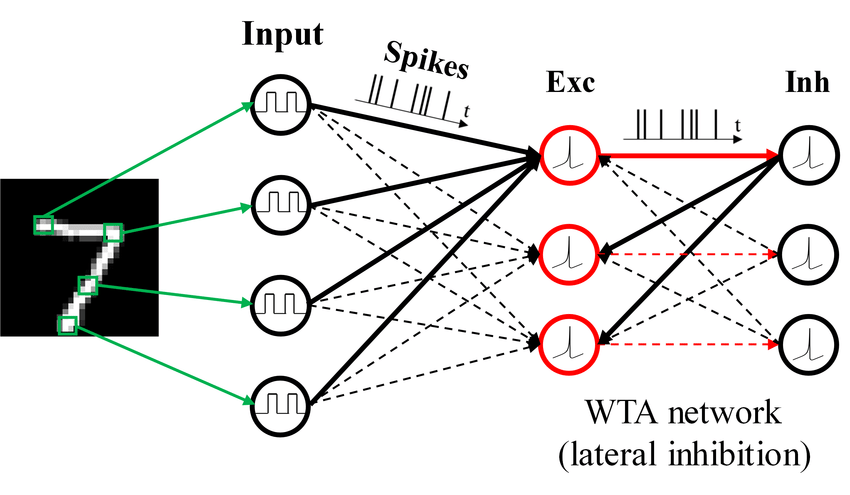 Input
Spikes
t
Exc
Inh
t
WTA network
(lateral inhibition)